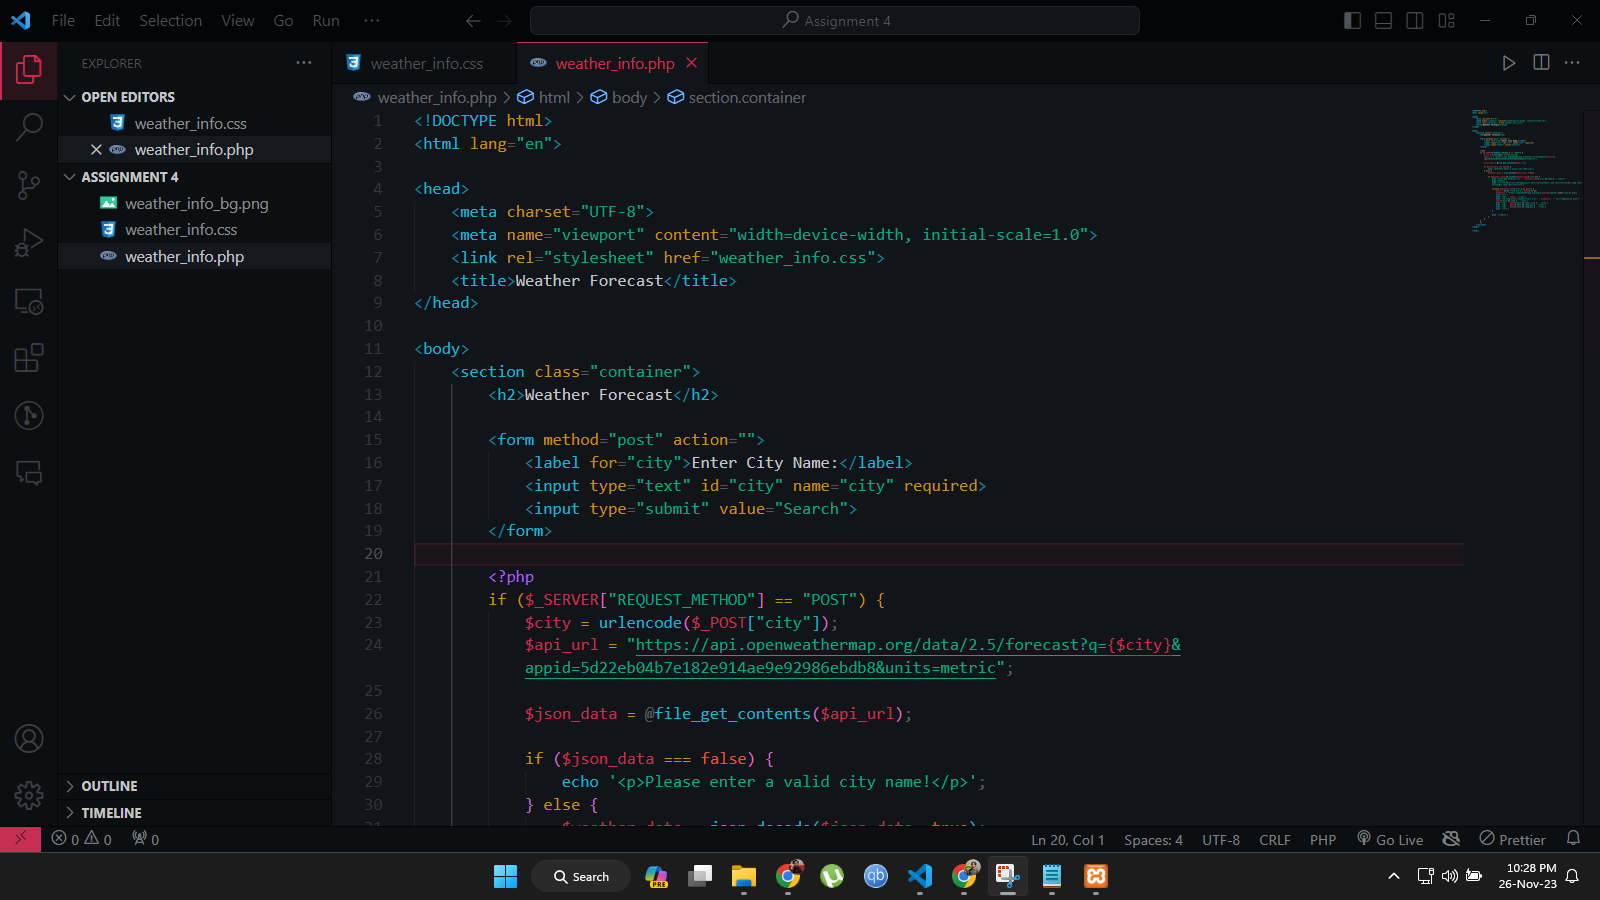 File Edit Selection View Go Run ···
Assignment 4
EXPLORER
OPEN EDITORS
weather_info.css
weather_info.php
ASSIGNMENT 4
weather_info_bg.png
weather_info.css
weather_info.php
OUTLINE
TIMELINE
weather_info.css
weather_info.php
weather_info.php > html > body > section.container
1 <!DOCTYPE html>
2 <html lang="en">
3
4 <head>
5 <meta charset="UTF-8">
6 <meta name="viewport" content="width=device-width, initial-scale=1.0">
7 <link rel="stylesheet" href="weather_info.css">
8 <title>Weather Forecast</title>
9 </head>
10
11 <body>
12 <section class="container">
13 <h2>Weather Forecast</h2>
14
15 <form method="post" action="">
16 <label for="city">Enter City Name:</label>
17 <input type="text" id="city" name="city" required>
18 <input type="submit" value="Search">
19 </form>
20
21 <?php
22 if ($_SERVER["REQUEST_METHOD"] == "POST") {
23 $city = urlencode($_POST["city"]);
24 $api_url = "https://api.openweathermap.org/data/2.5/forecast?q={$city}&
appid=5d22eb04b7e182e914ae9e92986ebdb8&units=metric";
25
26 $json_data = @file_get_contents($api_url);
27
28 if ($json_data === false) {
29 echo '<p>Please enter a valid city name!</p>';
30 } else {
31 $weather_data = json_decode($json_data, true);
0 0 0
Ln 20, Col 1 Spaces: 4 UTF-8 CRLF PHP Go Live Prettier
Search
PRE
qb
10:28 PM
26-Nov-23